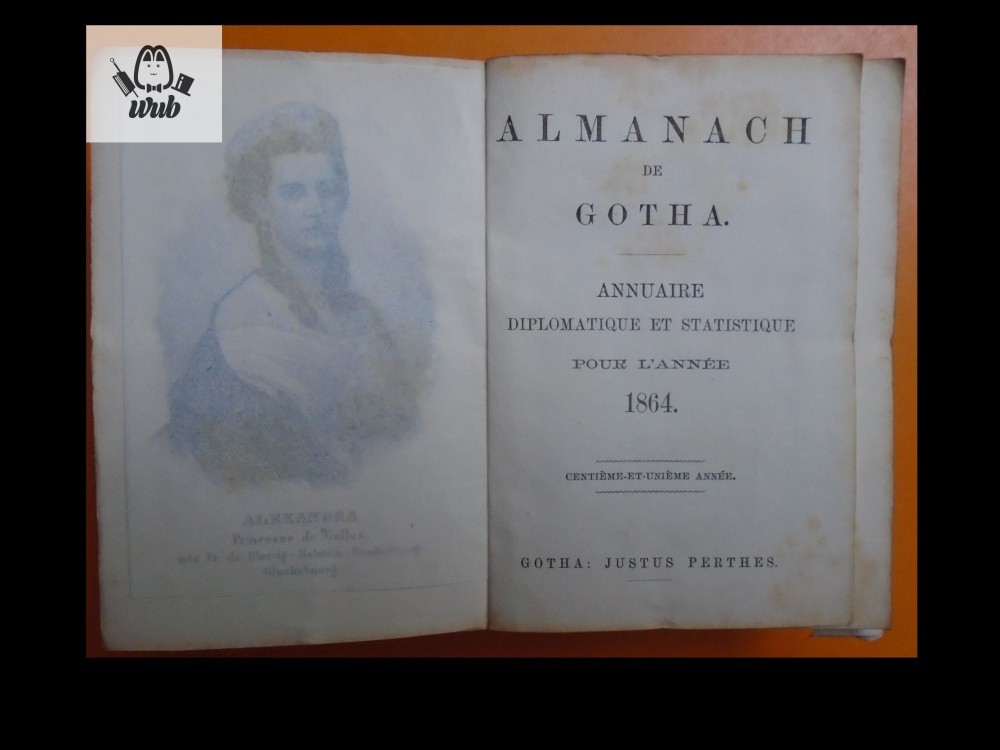 wub
ALEXANDRA
Princesse de Galles
Glucksbourg
ALMANACH
DE
GOTHA.
ANNUAIRE
DIPLOMATIQUE ET STATISTIQUE
POUR L'ANNÉE
1864.
CENTIÈME-ET-UNIÈME ANNÉE.
GOTHA: JUSTUS PERTHES.